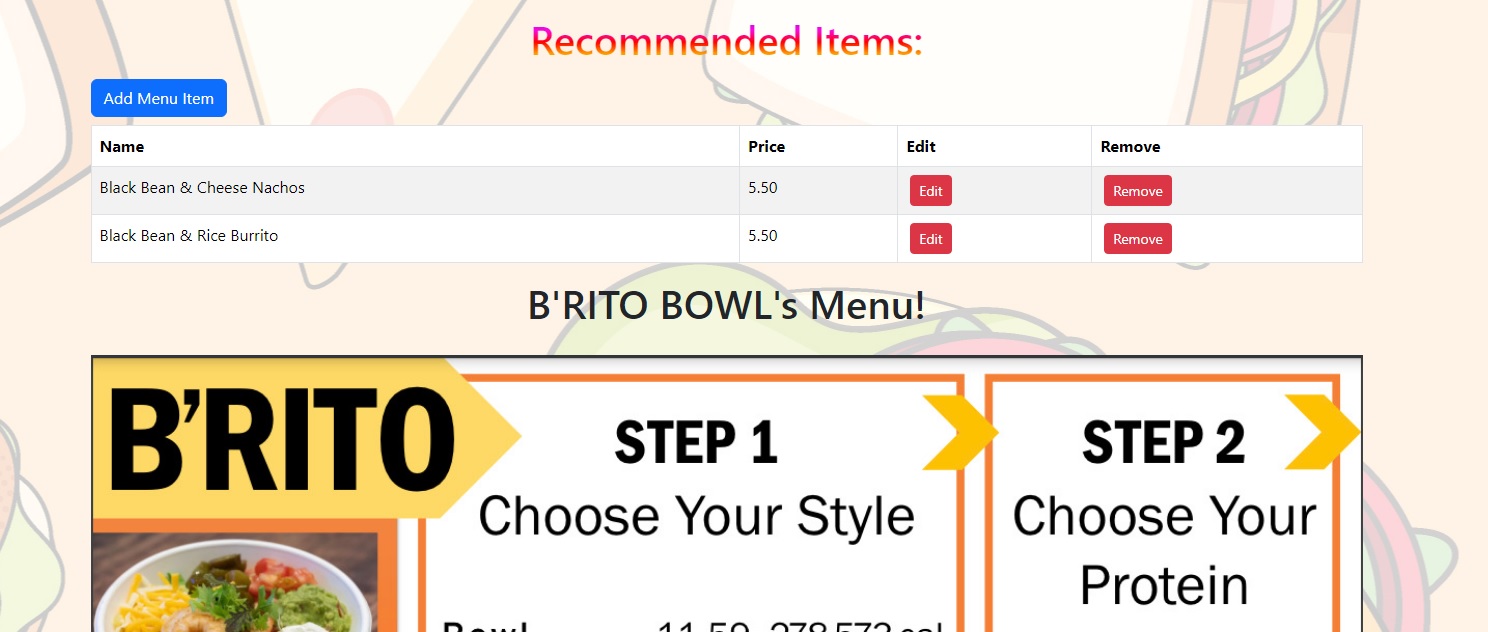 Recommended Items:
Add Menu Item
Name Price Edit Remove
Black Bean & Cheese Nachos 5.50 Edit Remove
Black Bean & Rice Burrito 5.50 Edit Remove
B'RITO BOWL's Menu!
B'RITO
STEP 1
Choose Your Style
STEP 2
Choose Your
Protein
Bowl